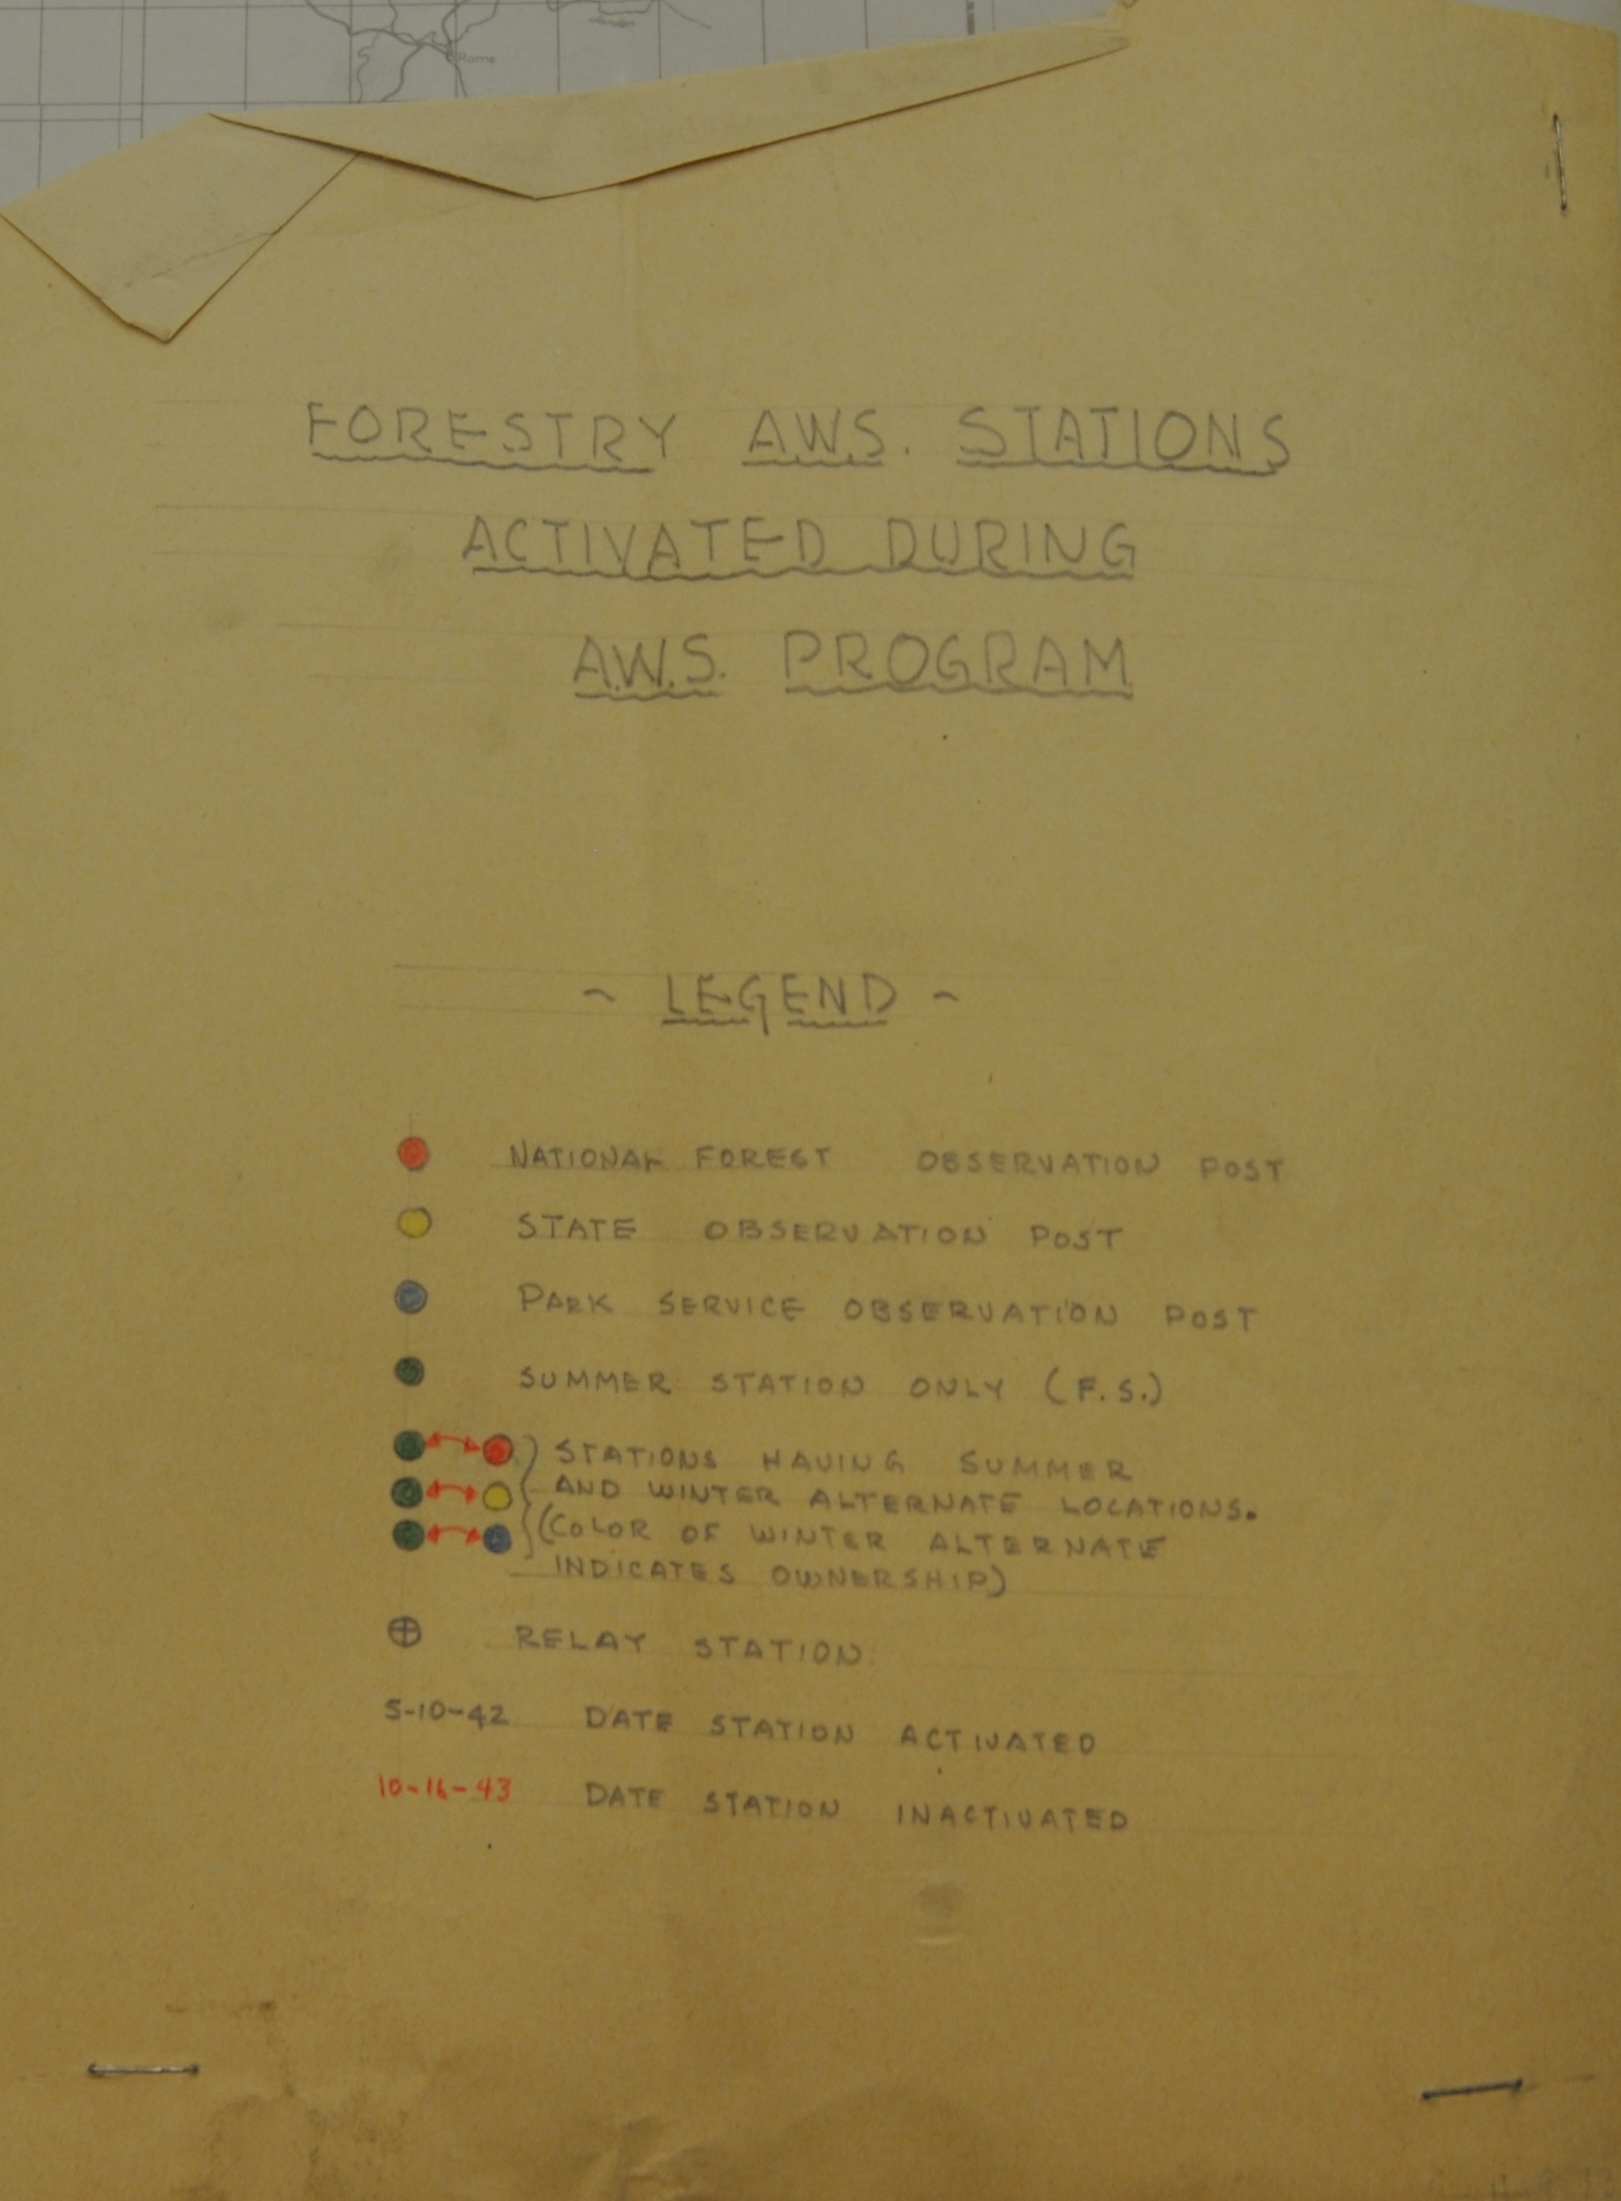 Rome
FORESTRY A.W.S. STATIONS
ACTIVATED DURING
A.W.S. PROGRAM
~ LEGEND ~
NATIONAL FOREST OBSERVATION POST
STATE OBSERVATION POST
PARK SERVICE OBSERVATION POST
SUMMER STATION ONLY (F.S.)
STATIONS HAVING SUMMER
AND WINTER ALTERNATE LOCATIONS.
(COLOR OF WINTER ALTERNATE
INDICATES OWNERSHIP)
RELAY STATION.
5-10-42 DATE STATION ACTIVATED
10-16-43 DATE STATION INACTIVATED